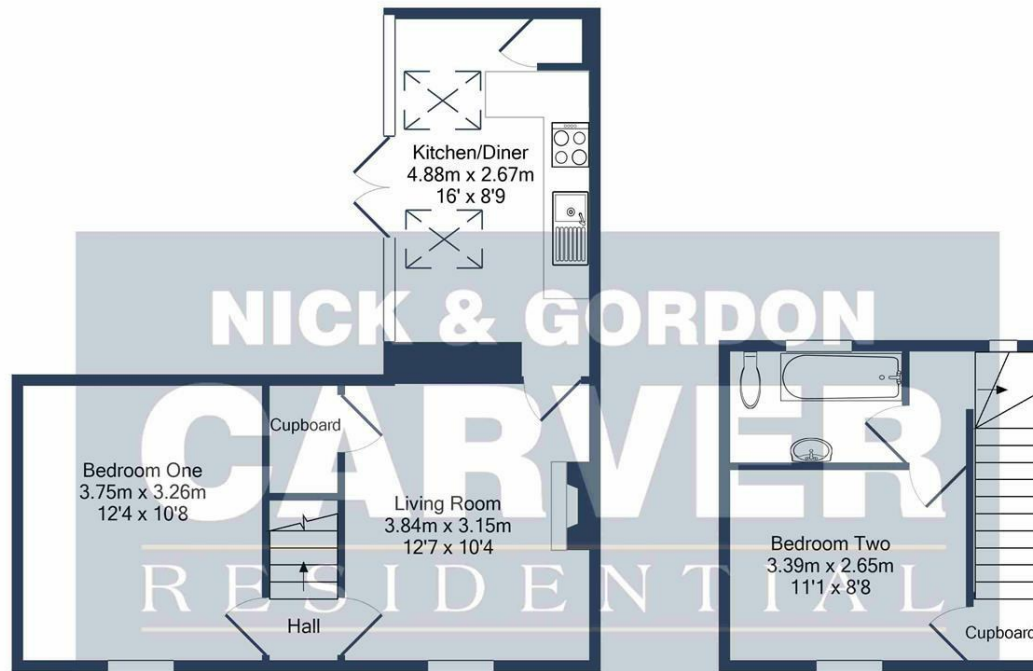 Kitchen/Diner
4.88m x 2.67m
16' x 8'9
NICK & GORDON
CARVER
RESIDENTIAL
Bedroom One
3.75m x 3.26m
12'4 x 10'8
Cupboard
Living Room
3.84m x 3.15m
12'7 x 10'4
Hall
Bedroom Two
3.39m x 2.65m
11'1 x 8'8
Cupboard